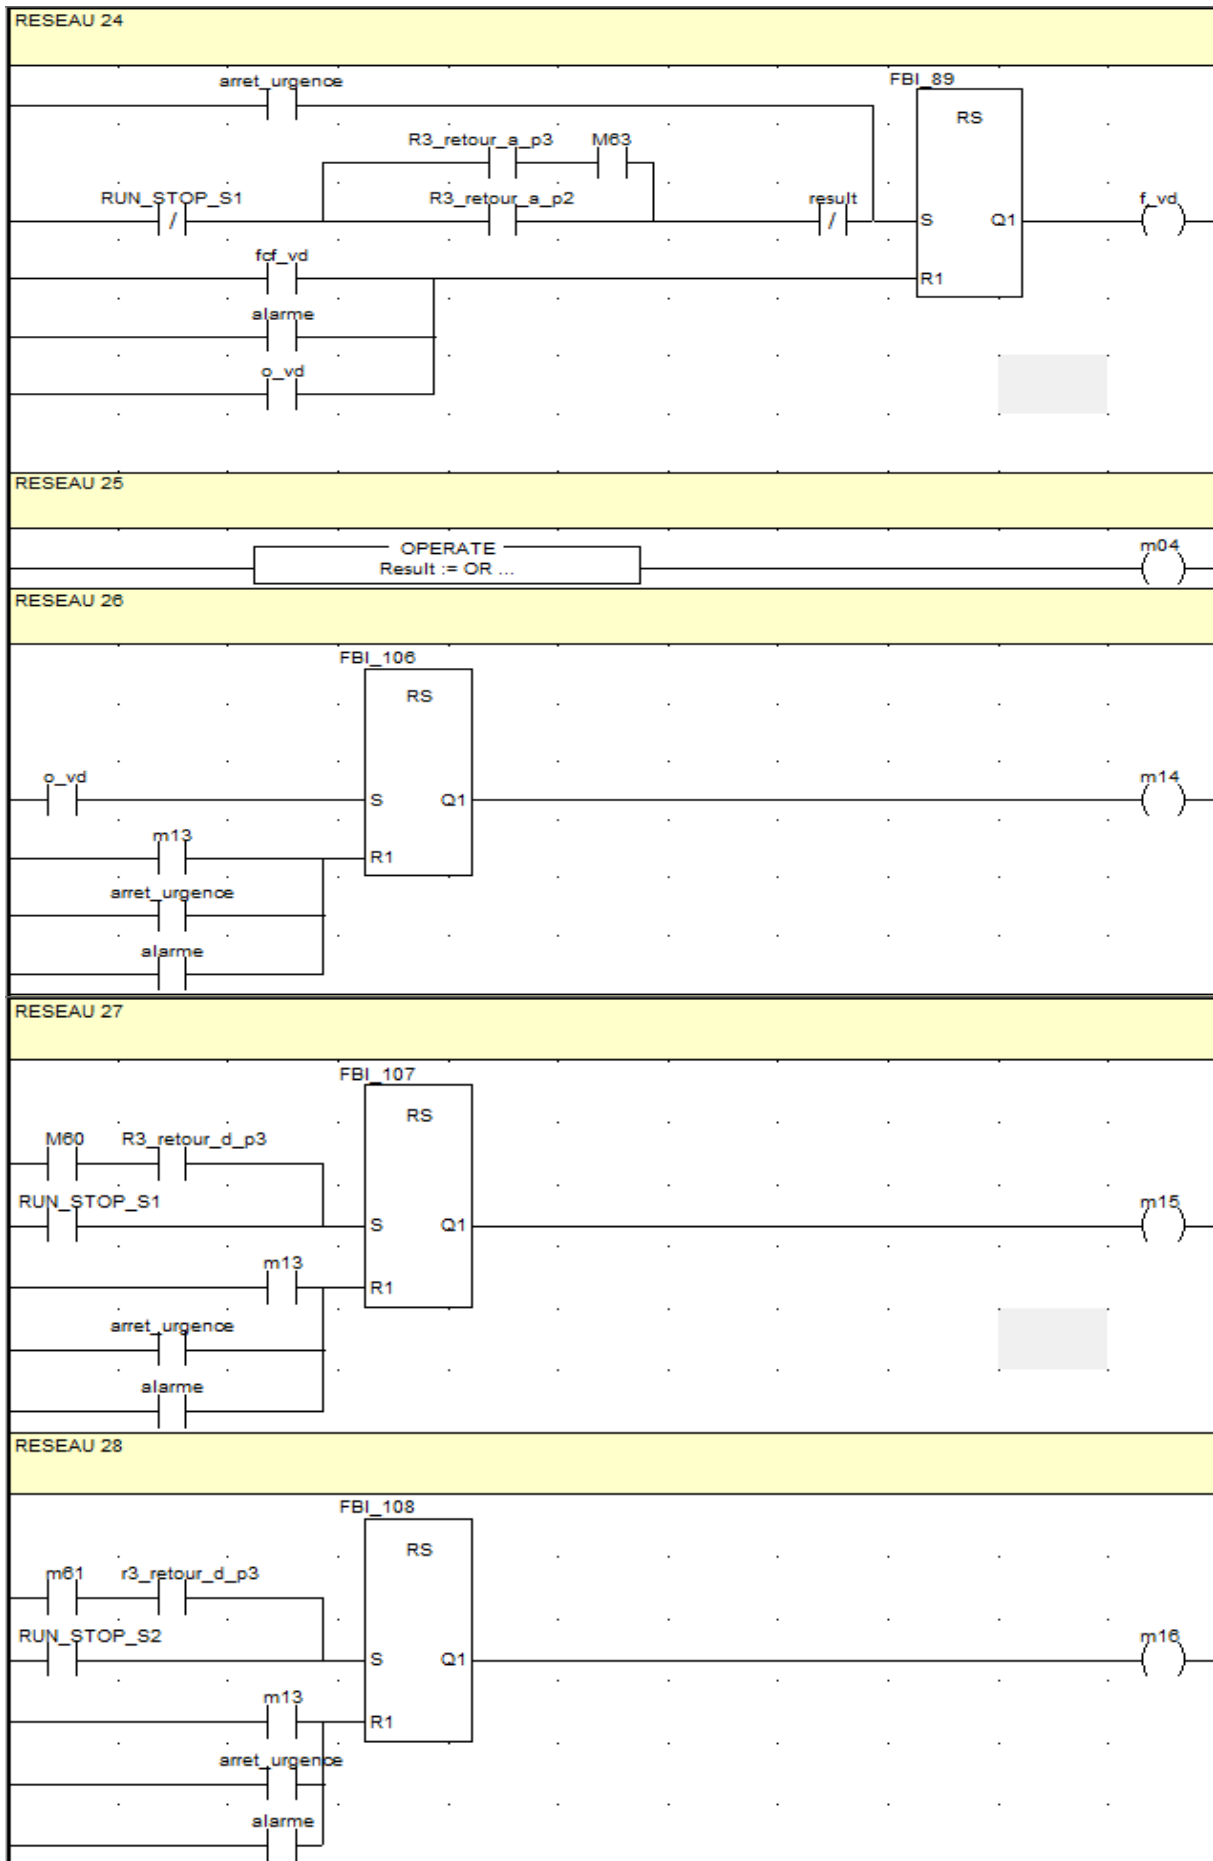 RESEAU 24
arret_urgence
FBI_89
RS
R3_retour_a_p3 M63
RUN_STOP_S1 R3_retour_a_p2 result f_vd
/ / S Q1
fcf_vd
R1
alarme
o_vd
RESEAU 25
OPERATE m04
Result := OR ...
RESEAU 26
FBI_106
RS
o_vd m14
S Q1
m13
R1
arret_urgence
alarme
RESEAU 27
FBI_107
RS
M60 R3_retour_d_p3
RUN_STOP_S1 m15
S Q1
m13
R1
arret_urgence
alarme
RESEAU 28
FBI_108
RS
m61 r3_retour_d_p3
RUN_STOP_S2 m16
S Q1
m13
R1
arret_urgence
alarme